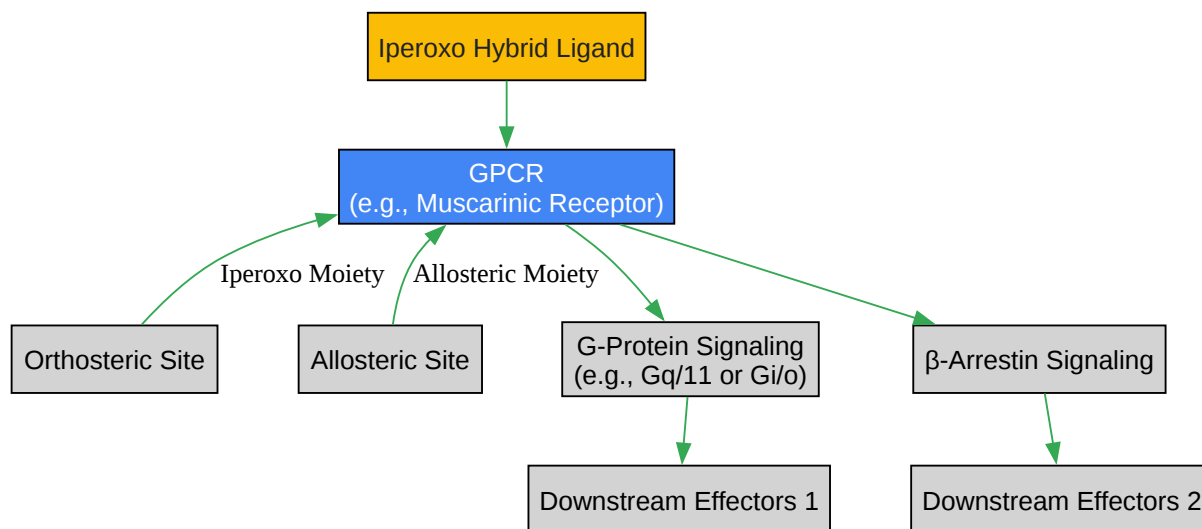 Iperoxo Hybrid Ligand
GPCR
(e.g., Muscarinic Receptor)
Iperoxo Moiety
Allosteric Moiety
Orthosteric Site
Allosteric Site
G-Protein Signaling
(e.g., Gq/11 or Gi/o)
β-Arrestin Signaling
Downstream Effectors 1
Downstream Effectors 2